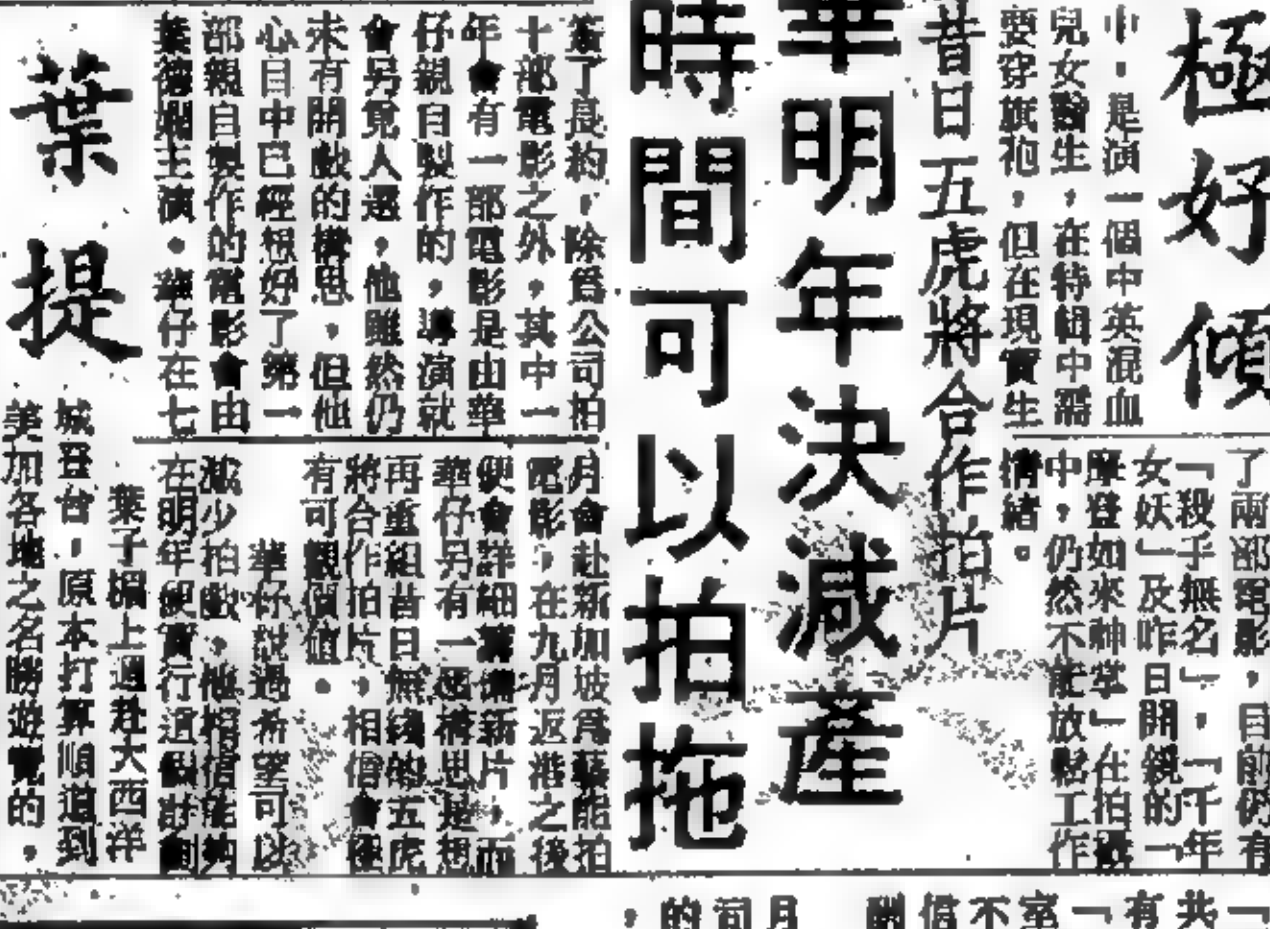 極好傾
中，是演一個中英混血
兒女醫生，在特輯中需
要穿旗袍，但在現實生
了兩部電影，目前仍有
「殺手無名」，「千年
女妖」及昨日開鏡的「
摩登如來神掌」在拍攝
中，仍然不能放鬆工作
情緒。
昔日五虎將合作拍片
華明年決減產
時間可以拍拖
簽了長約，除爲公司拍
十部電影之外，其中一
年會有一部電影是由華
仔親自製作的，導演就
會另覓人選，他雖然仍
未有開戲的構思，但他
心目中已經想好了第一
部親自製作的電影會由
葉德嫻主演。華仔在七
月會赴新加坡爲藝能拍
電影，在九月返港之後
便會詳細籌備新片，而
華仔另有一個構思是想
再重組昔日無綫的五虎
將合作拍片，相信會極
有可觀價值。
華仔說過希望可以
減少拍戲，他相信能夠
在明年便實行這個計劃
葉提
葉子楣上週赴大西洋
城登台，原本打算順道到
美加各地之名勝遊覽的，
「
共
有
「
室
不
信
月
司
的，